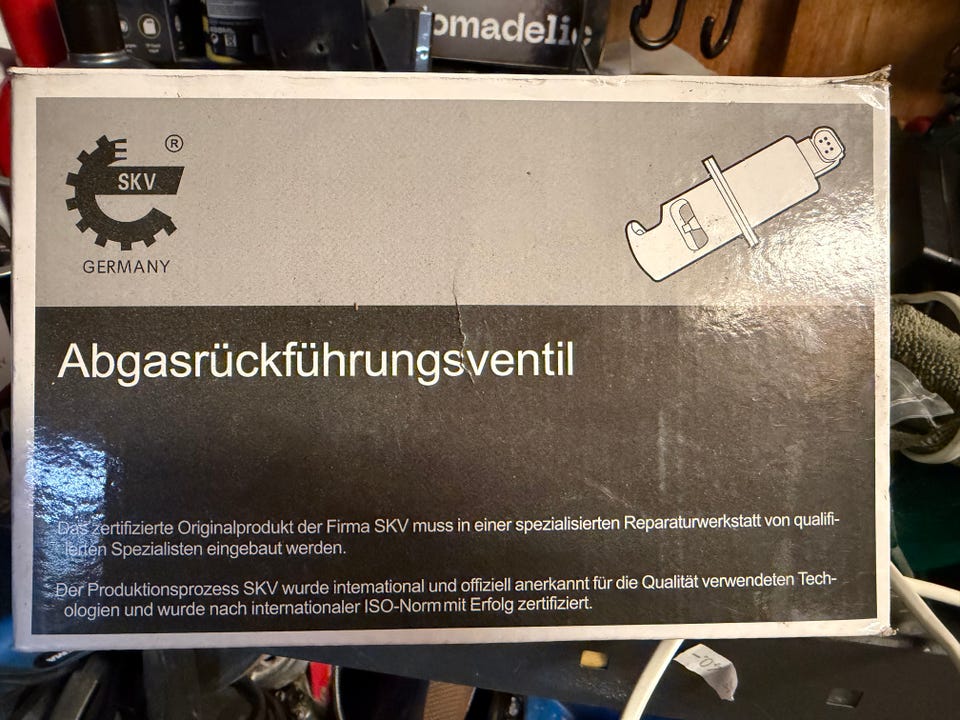 omadelic
®
E
SKV
GERMANY
Abgasrückführungsventil
Das zertifizierte Originalprodukt der Firma SKV muss in einer spezialisierten Reparaturwerkstatt von qualifi-
ierten Spezialisten eingebaut werden.
Der Produktionsprozess SKV wurde international und offiziell anerkannt für die Qualität verwendeten Tech-
ologien und wurde nach internationaler ISO-Norm mit Erfolg zertifiziert.